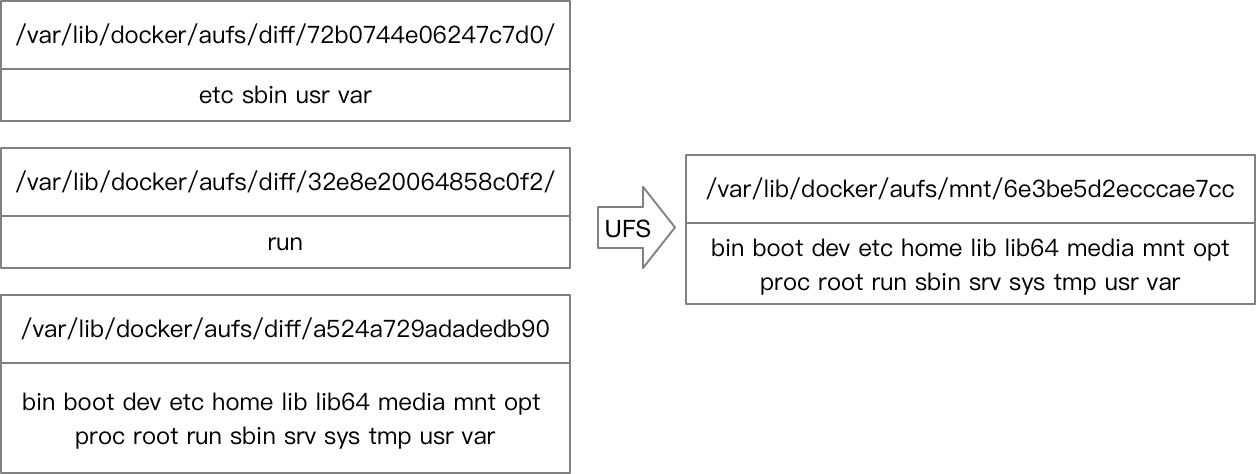 /var/lib/docker/aufs/diff/72b0744e06247c7d0/
etc sbin usr var
/var/lib/docker/aufs/diff/32e8e20064858c0f2/
run
/var/lib/docker/aufs/diff/a524a729adadedb90
bin boot dev etc home lib lib64 media mnt opt
proc root run sbin srv sys tmp usr var
UFS
/var/lib/docker/aufs/mnt/6e3be5d2ecccae7cc
bin boot dev etc home lib lib64 media mnt opt
proc root run sbin srv sys tmp usr var